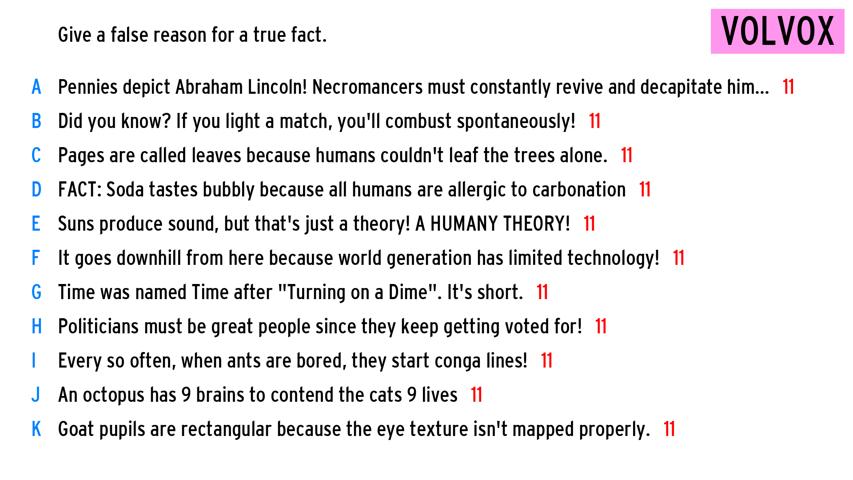 Give a false reason for a true fact.
VOLVOX
A Pennies depict Abraham Lincoln! Necromancers must constantly revive and decapitate him... 11
B Did you know? If you light a match, you'll combust spontaneously! 11
C Pages are called leaves because humans couldn't leaf the trees alone. 11
D FACT: Soda tastes bubbly because all humans are allergic to carbonation 11
E Suns produce sound, but that's just a theory! A HUMANY THEORY! 11
F It goes downhill from here because world generation has limited technology! 11
G Time was named Time after "Turning on a Dime". It's short. 11
H Politicians must be great people since they keep getting voted for! 11
I Every so often, when ants are bored, they start conga lines! 11
J An octopus has 9 brains to contend the cats 9 lives 11
K Goat pupils are rectangular because the eye texture isn't mapped properly. 11